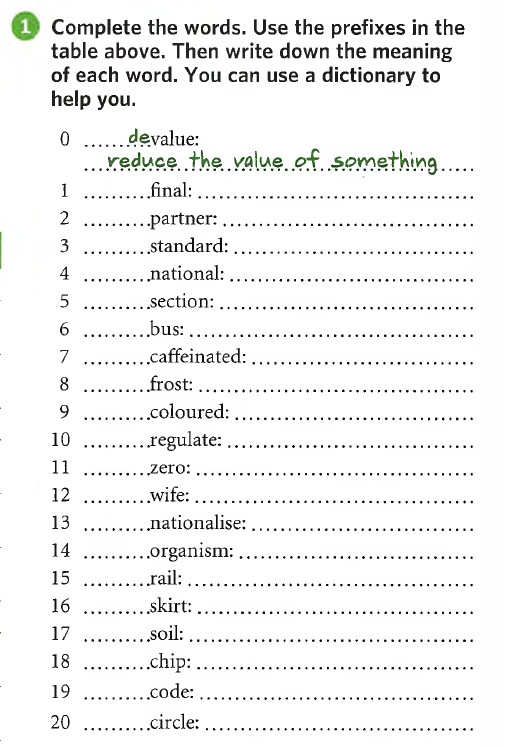 1 Complete the words. Use the prefixes in the
table above. Then write down the meaning
of each word. You can use a dictionary to
help you.
0 ......devalue:
...reduce the value of something.....
1 ..........final: ..........................................
2 ..........partner: ......................................
3 ..........standard: ....................................
4 ..........national: .....................................
5 ..........section: ......................................
6 ..........bus: ...........................................
7 ..........caffeinated: .................................
8 ..........frost: ..........................................
9 ..........coloured: ....................................
10 ..........regulate: .....................................
11 ..........zero: ..........................................
12 ..........wife: ..........................................
13 ..........nationalise: .................................
14 ..........organism: ...................................
15 ..........rail: ...........................................
16 ..........skirt: ..........................................
17 ..........soil: ...........................................
18 ..........chip: ..........................................
19 ..........code: .........................................
20 ..........circle: ........................................